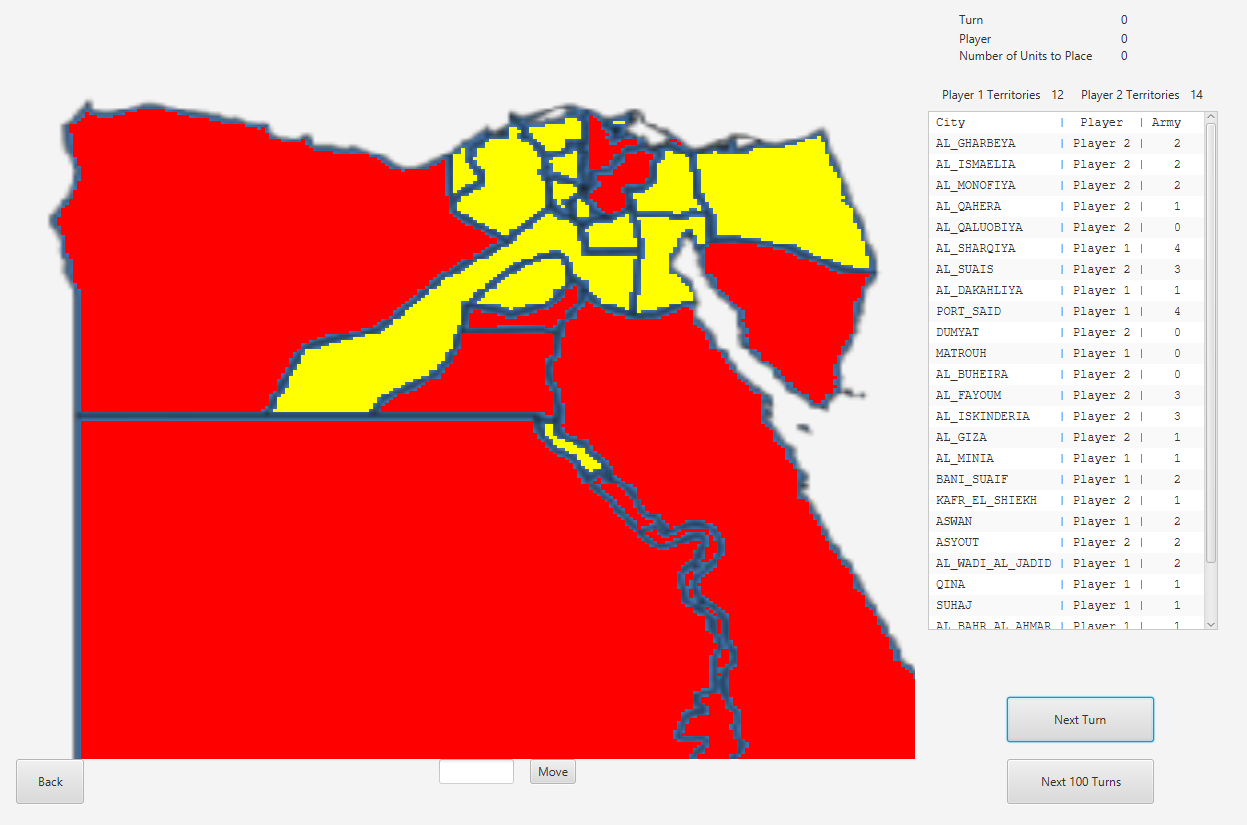 Turn 0
Player 0
Number of Units to Place 0
Player 1 Territories 12 Player 2 Territories 14
City | Player | Army
AL_GHARBEYA | Player 2 | 2
AL_ISMAELIA | Player 2 | 2
AL_MONOFIYA | Player 2 | 2
AL_QAHERA | Player 2 | 1
AL_QALUOBIYA | Player 2 | 0
AL_SHARQIYA | Player 1 | 4
AL_SUAIS | Player 2 | 3
AL_DAKAHLIYA | Player 1 | 1
PORT_SAID | Player 1 | 4
DUMYAT | Player 2 | 0
MATROUH | Player 1 | 0
AL_BUHEIRA | Player 2 | 0
AL_FAYOUM | Player 2 | 3
AL_ISKINDERIA | Player 2 | 3
AL_GIZA | Player 2 | 1
AL_MINIA | Player 1 | 1
BANI_SUAIF | Player 1 | 2
KAFR_EL_SHIEKH | Player 2 | 1
ASWAN | Player 1 | 2
ASYOUT | Player 2 | 2
AL_WADI_AL_JADID | Player 1 | 2
QINA | Player 1 | 1
SUHAJ | Player 1 | 1
AL_BAHR_AL_AHMAR | Player 1 | 1
Next Turn
Back
Move
Next 100 Turns